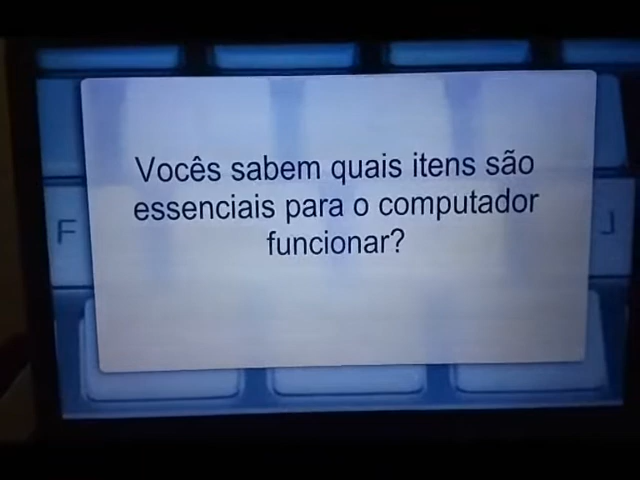 Vocês sabem quais itens são
essenciais para o computador
funcionar?
F
J